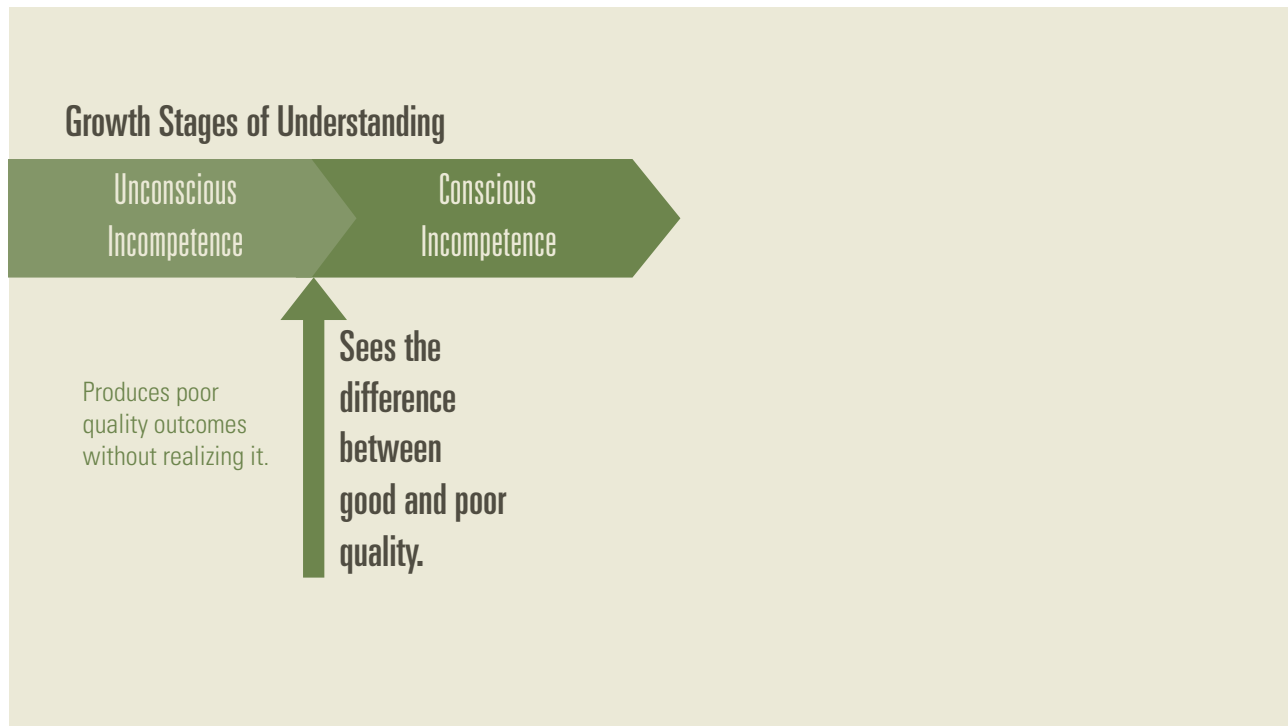 Growth Stages of Understanding
Unconscious
Incompetence
Conscious
Incompetence
Produces poor
quality outcomes
without realizing it.
Sees the
difference
between
good and poor
quality.